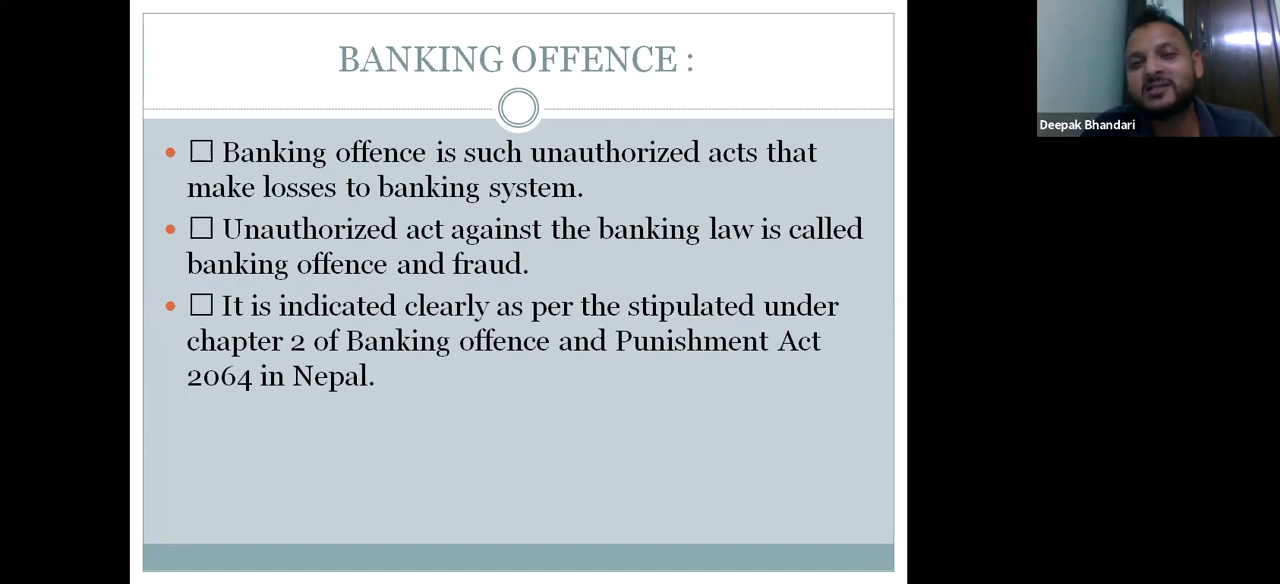 BANKING OFFENCE :
• ☐ Banking offence is such unauthorized acts that
make losses to banking system.
• ☐ Unauthorized act against the banking law is called
banking offence and fraud.
• ☐ It is indicated clearly as per the stipulated under
chapter 2 of Banking offence and Punishment Act
2064 in Nepal.
Deepak Bhandari